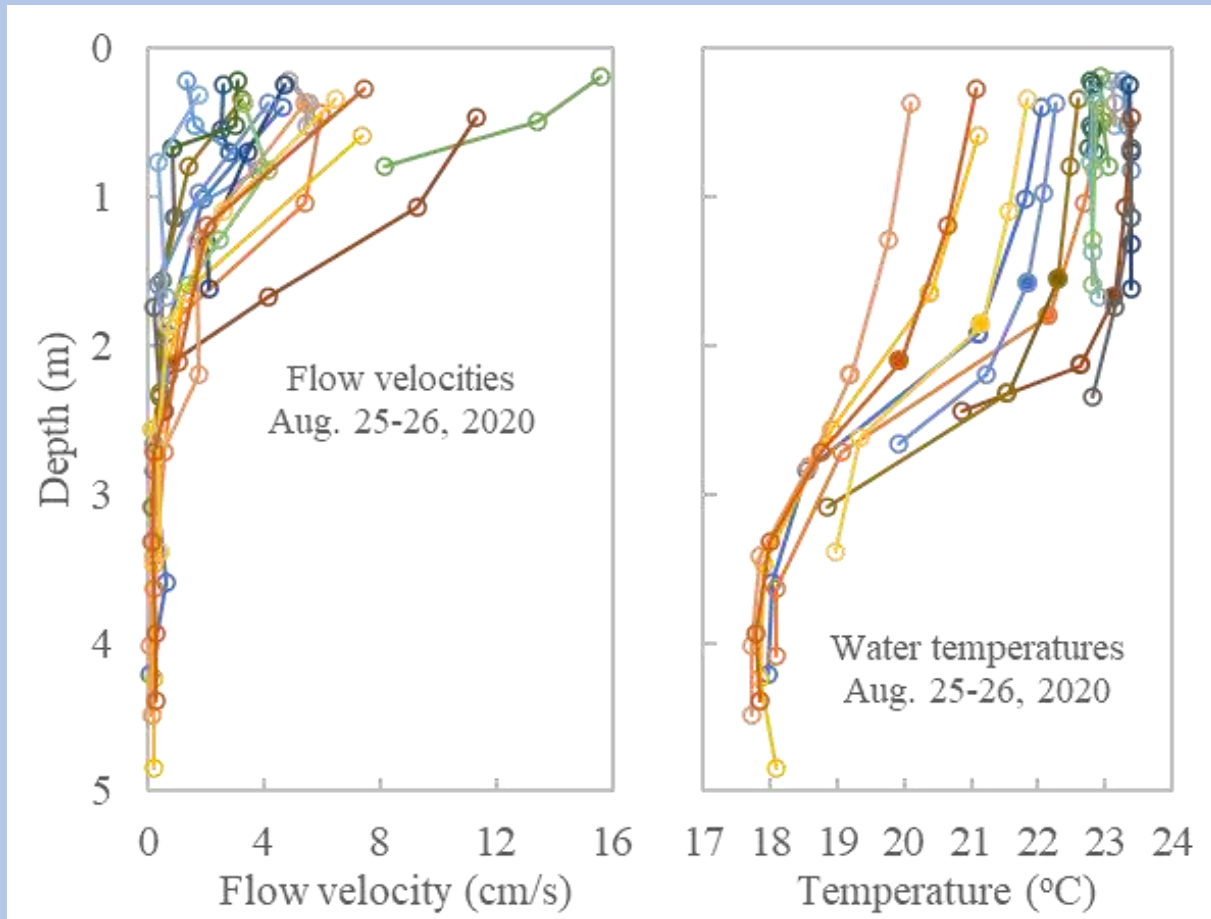 0
1
2
3
4
5
Depth (m)
Flow velocities
Aug. 25-26, 2020
0 4 8 12 16
Flow velocity (cm/s)
Water temperatures
Aug. 25-26, 2020
17 18 19 20 21 22 23 24
Temperature (ᵒC)